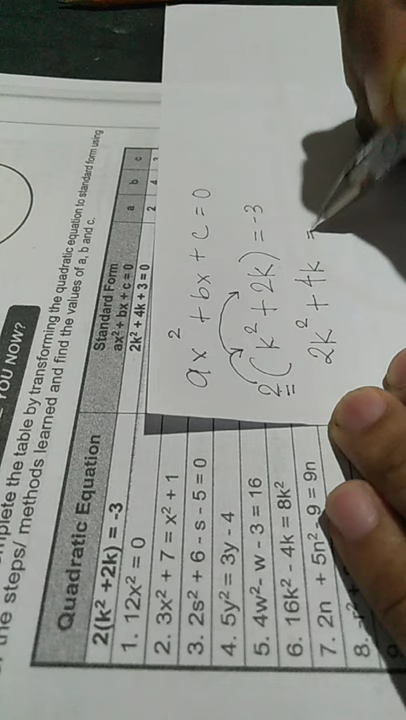 YOU NOW?
plete the table by transforming the quadratic equation to standard form using
the steps/ methods learned and find the values of a, b and c.
Quadratic Equation
Standard Form
ax² + bx + c = 0
a b c
2(k² +2k) = -3
2k² + 4k + 3 = 0
2 4 3
1. 12x² = 0
2. 3x² + 7 = x² + 1
3. 2s² + 6 - s - 5 = 0
4. 5y² = 3y - 4
5. 4w² - w - 3 = 16
6. 16k² - 4k = 8k²
7. 2n + 5n² - 9 = 9n
8.
ax² + bx + c = 0
2(k² + 2k) = -3
2k² + 4k =